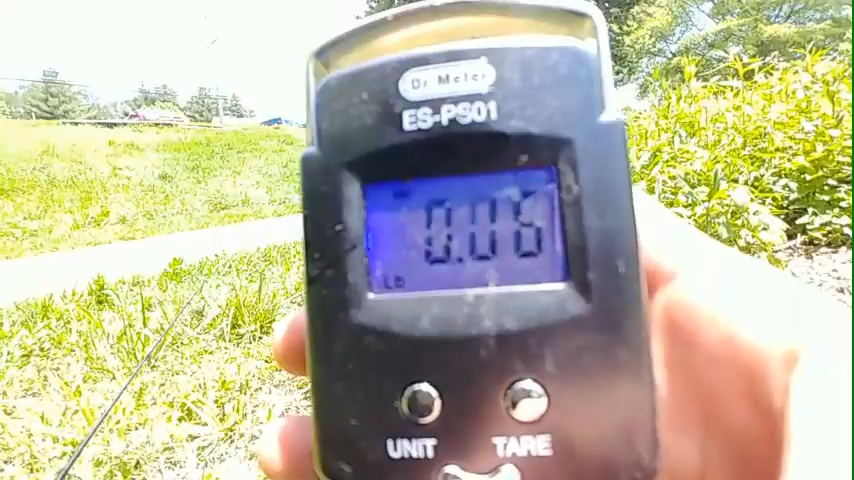 Dr Meter
ES-PS01
0.06
Lb
UNIT
TARE